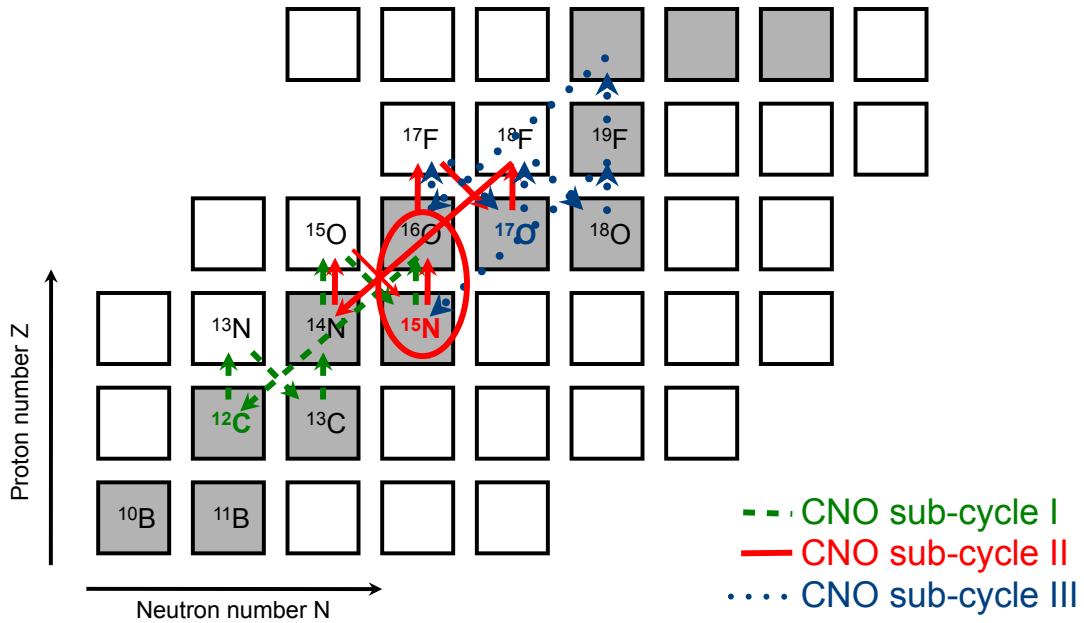 ¹⁷F ¹⁸F ¹⁹F
¹⁵O ¹⁶O ¹⁷O ¹⁸O
¹³N ¹⁴N ¹⁵N
¹²C ¹³C
¹⁰B ¹¹B
Proton number Z
Neutron number N
CNO sub-cycle I
CNO sub-cycle II
CNO sub-cycle III